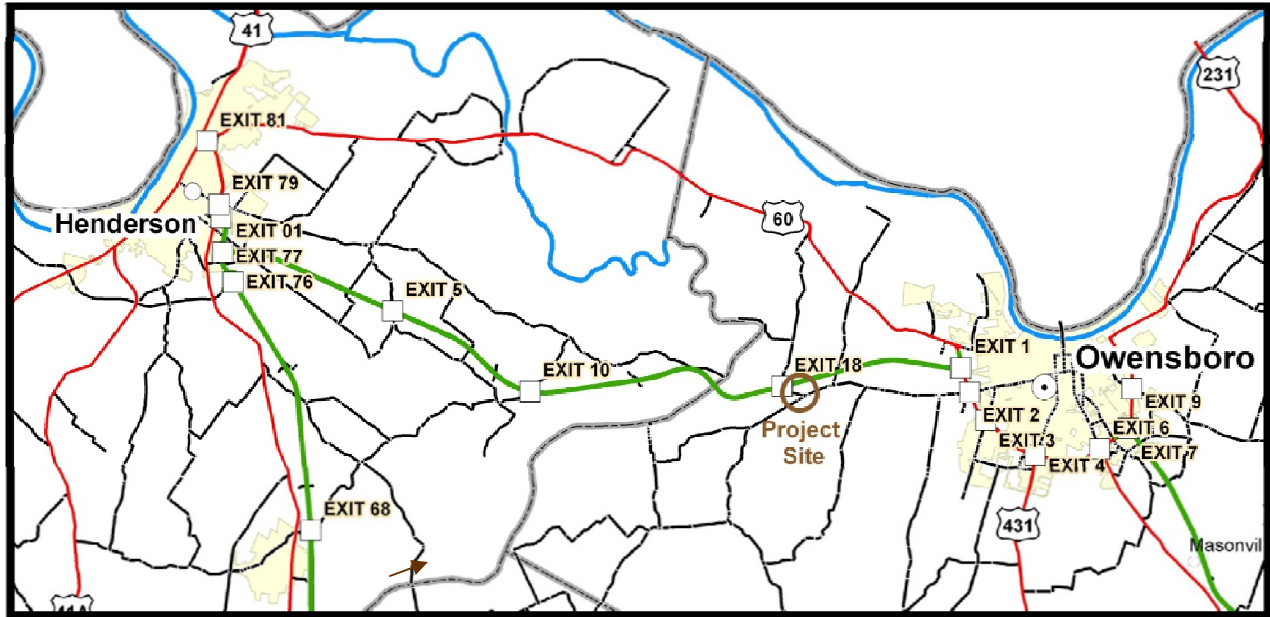 41
231
EXIT 81
EXIT 79
60
Henderson
EXIT 01
EXIT 77
EXIT 76
EXIT 5
EXIT 1
Owensboro
EXIT 10
EXIT 18
EXIT 9
EXIT 2
EXIT 6
Project
Site
EXIT 3
EXIT 4
EXIT 7
EXIT 68
431
Masonvil